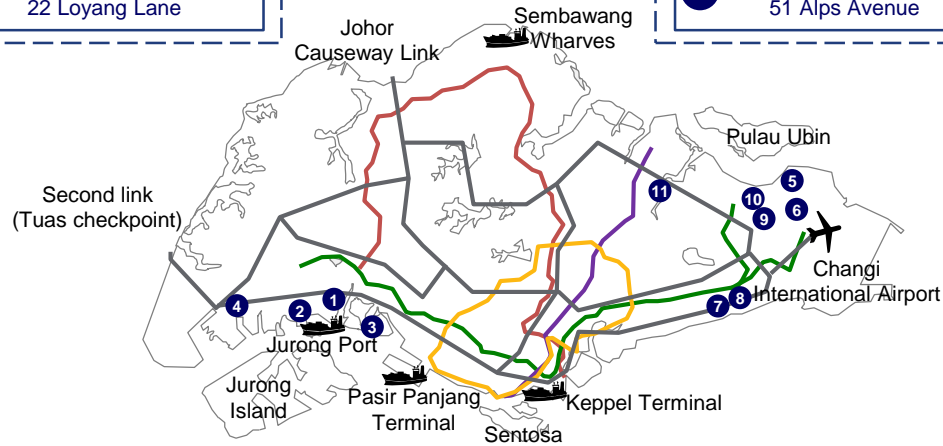 22 Loyang Lane
51 Alps Avenue
Johor
Causeway Link
Sembawang
Wharves
Pulau Ubin
Second link
(Tuas checkpoint)
11
5
10
9
6
Changi
International Airport
4
2
1
3
7
8
Jurong Port
Jurong
Island
Pasir Panjang
Terminal
Keppel Terminal
Sentosa